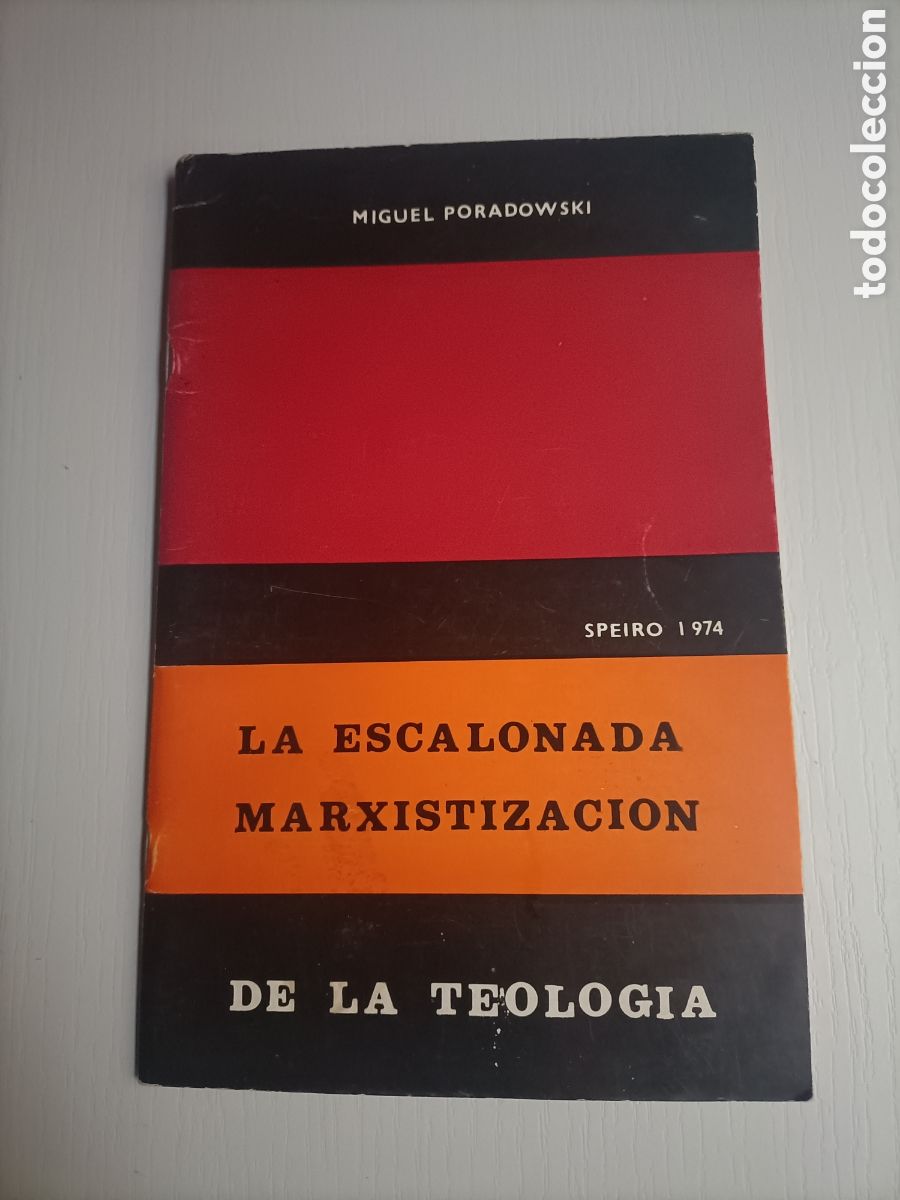 MIGUEL PORADOWSKI
SPEIRO 1974
LA ESCALONADA
MARXISTIZACION
DE LA TEOLOGIA
todocoleccion